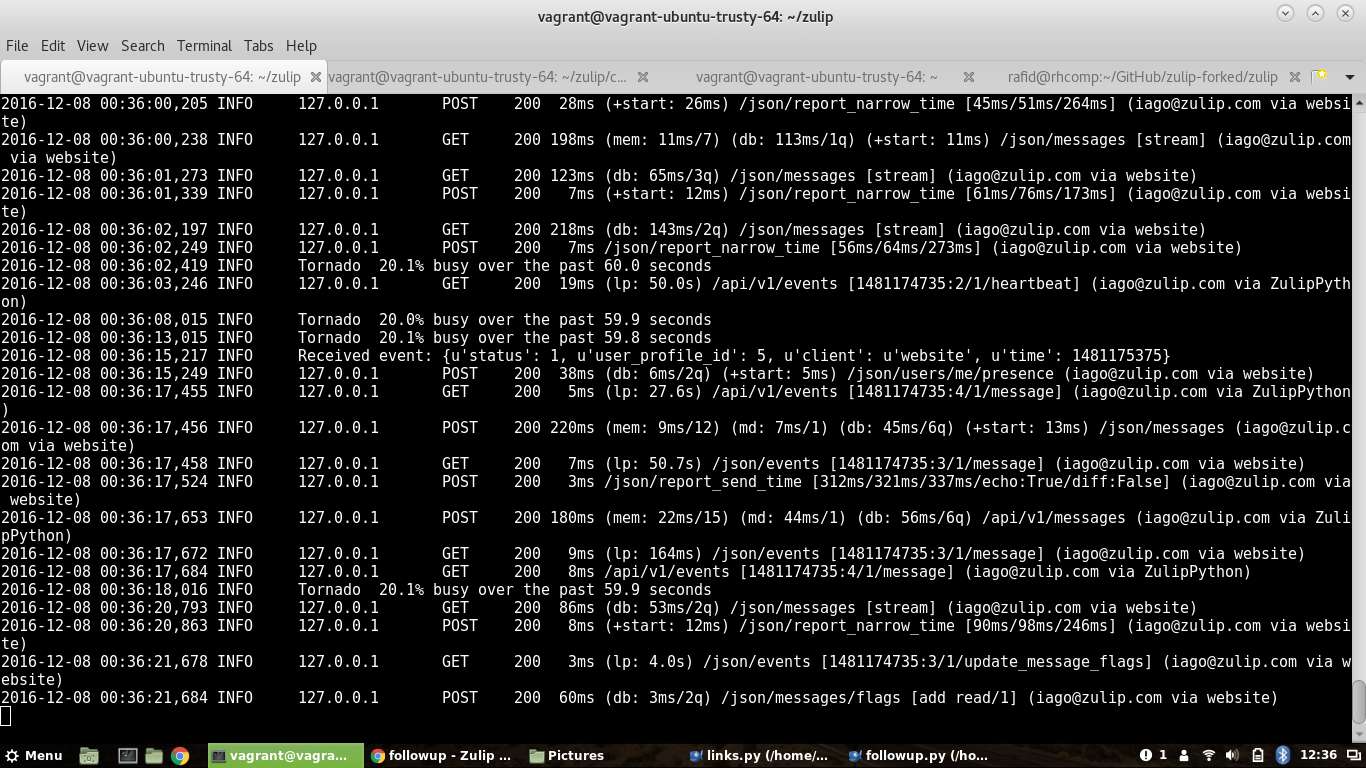 vagrant@vagrant-ubuntu-trusty-64: ~/zulip
File Edit View Search Terminal Tabs Help
vagrant@vagrant-ubuntu-trusty-64: ~/zulip vagrant@vagrant-ubuntu-trusty-64: ~/zulip/c... vagrant@vagrant-ubuntu-trusty-64: ~ rafid@rhcomp:~/GitHub/zulip-forked/zulip
2016-12-08 00:36:00,205 INFO     127.0.0.1       POST    200  28ms (+start: 26ms) /json/report_narrow_time [45ms/51ms/264ms] (iago@zulip.com via websi
te)
2016-12-08 00:36:00,238 INFO     127.0.0.1       GET     200 198ms (mem: 11ms/7) (db: 113ms/1q) (+start: 11ms) /json/messages [stream] (iago@zulip.com
 via website)
2016-12-08 00:36:01,273 INFO     127.0.0.1       GET     200 123ms (db: 65ms/3q) /json/messages [stream] (iago@zulip.com via website)
2016-12-08 00:36:01,339 INFO     127.0.0.1       POST    200   7ms (+start: 12ms) /json/report_narrow_time [61ms/76ms/173ms] (iago@zulip.com via websi
te)
2016-12-08 00:36:02,197 INFO     127.0.0.1       GET     200 218ms (db: 143ms/2q) /json/messages [stream] (iago@zulip.com via website)
2016-12-08 00:36:02,249 INFO     127.0.0.1       POST    200   7ms /json/report_narrow_time [56ms/64ms/273ms] (iago@zulip.com via website)
2016-12-08 00:36:02,419 INFO     Tornado  20.1% busy over the past 60.0 seconds
2016-12-08 00:36:03,246 INFO     127.0.0.1       GET     200  19ms (lp: 50.0s) /api/v1/events [1481174735:2/1/heartbeat] (iago@zulip.com via ZulipPyth
on)
2016-12-08 00:36:08,015 INFO     Tornado  20.0% busy over the past 59.9 seconds
2016-12-08 00:36:13,015 INFO     Tornado  20.1% busy over the past 59.8 seconds
2016-12-08 00:36:15,217 INFO     Received event: {u'status': 1, u'user_profile_id': 5, u'client': u'website', u'time': 1481175375}
2016-12-08 00:36:15,249 INFO     127.0.0.1       POST    200  38ms (db: 6ms/2q) (+start: 5ms) /json/users/me/presence (iago@zulip.com via website)
2016-12-08 00:36:17,455 INFO     127.0.0.1       GET     200   5ms (lp: 27.6s) /api/v1/events [1481174735:4/1/message] (iago@zulip.com via ZulipPython
)
2016-12-08 00:36:17,456 INFO     127.0.0.1       POST    200 220ms (mem: 9ms/12) (md: 7ms/1) (db: 45ms/6q) (+start: 13ms) /json/messages (iago@zulip.c
om via website)
2016-12-08 00:36:17,458 INFO     127.0.0.1       GET     200   7ms (lp: 50.7s) /json/events [1481174735:3/1/message] (iago@zulip.com via website)
2016-12-08 00:36:17,524 INFO     127.0.0.1       POST    200   3ms /json/report_send_time [312ms/321ms/337ms/echo:True/diff:False] (iago@zulip.com via
 website)
2016-12-08 00:36:17,653 INFO     127.0.0.1       POST    200 180ms (mem: 22ms/15) (md: 44ms/1) (db: 56ms/6q) /api/v1/messages (iago@zulip.com via Zuli
pPython)
2016-12-08 00:36:17,672 INFO     127.0.0.1       GET     200   9ms (lp: 164ms) /json/events [1481174735:3/1/message] (iago@zulip.com via website)
2016-12-08 00:36:17,684 INFO     127.0.0.1       GET     200   8ms /api/v1/events [1481174735:4/1/message] (iago@zulip.com via ZulipPython)
2016-12-08 00:36:18,016 INFO     Tornado  20.1% busy over the past 59.9 seconds
2016-12-08 00:36:20,793 INFO     127.0.0.1       GET     200  86ms (db: 53ms/2q) /json/messages [stream] (iago@zulip.com via website)
2016-12-08 00:36:20,863 INFO     127.0.0.1       POST    200   8ms (+start: 12ms) /json/report_narrow_time [90ms/98ms/246ms] (iago@zulip.com via websi
te)
2016-12-08 00:36:21,678 INFO     127.0.0.1       GET     200   3ms (lp: 4.0s) /json/events [1481174735:3/1/update_message_flags] (iago@zulip.com via w
ebsite)
2016-12-08 00:36:21,684 INFO     127.0.0.1       POST    200  60ms (db: 3ms/2q) /json/messages/flags [add read/1] (iago@zulip.com via website)
Menu vagrant@vagra... followup - Zulip ... Pictures links.py (/home/... followup.py (/ho... 1 12:36